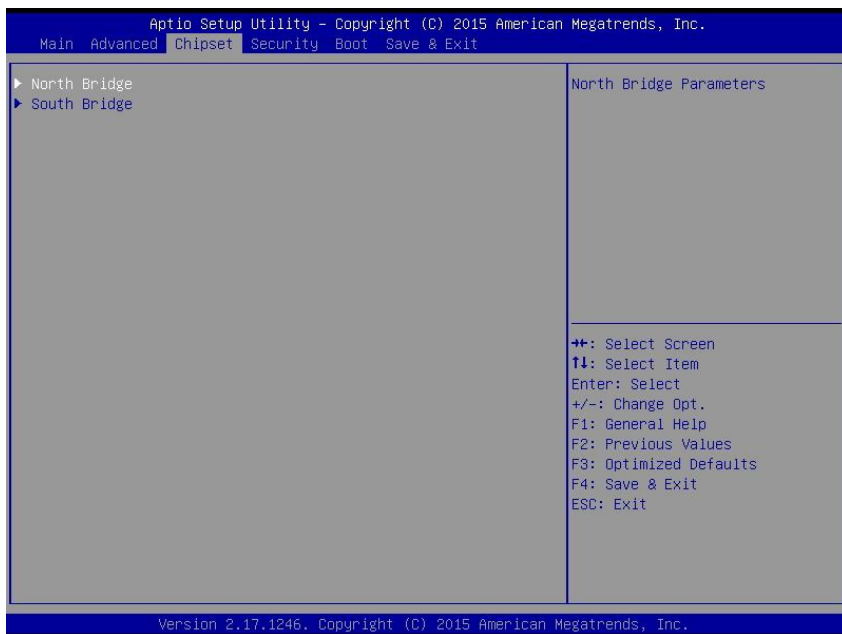 Aptio Setup Utility – Copyright (C) 2015 American Megatrends, Inc.
Main Advanced Chipset Security Boot Save & Exit
▶ North Bridge
▶ South Bridge
North Bridge Parameters
→←: Select Screen
↑↓: Select Item
Enter: Select
+/-: Change Opt.
F1: General Help
F2: Previous Values
F3: Optimized Defaults
F4: Save & Exit
ESC: Exit
Version 2.17.1246. Copyright (C) 2015 American Megatrends, Inc.